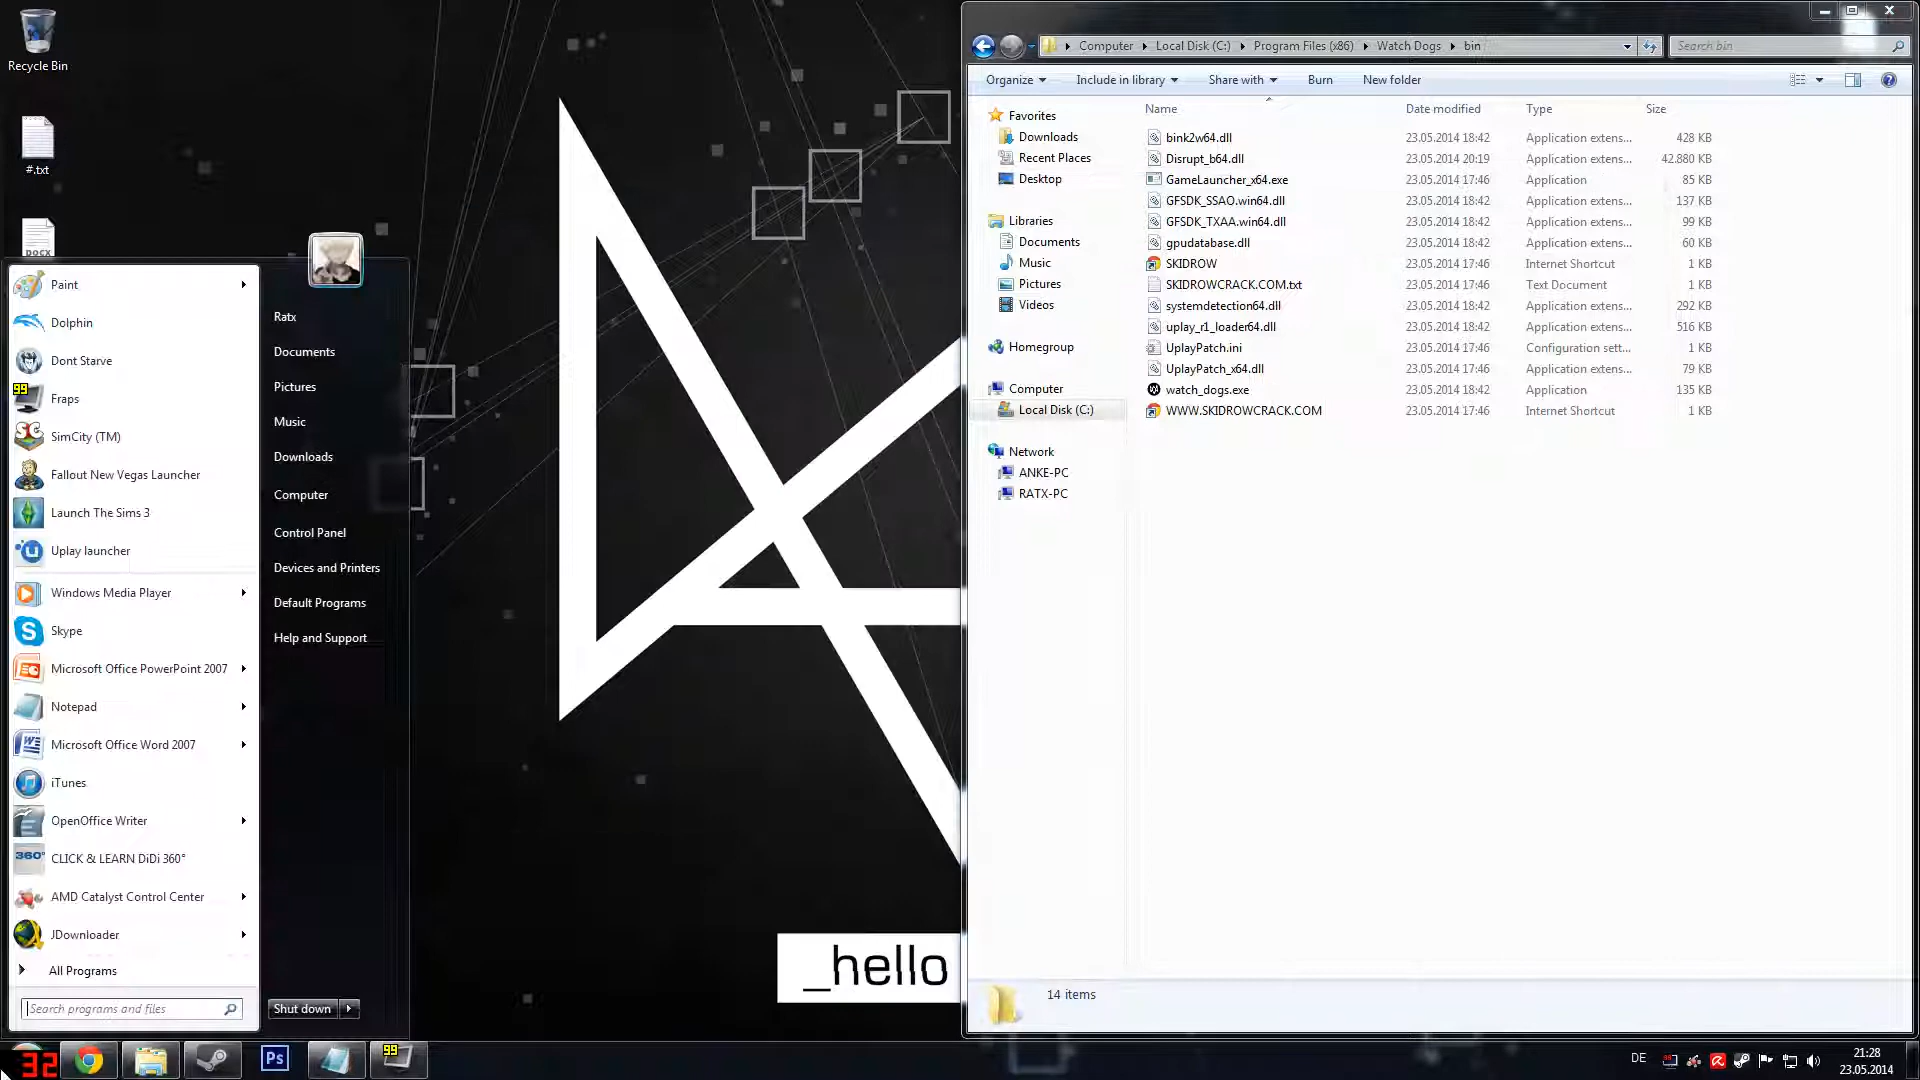 Recycle Bin
#.txt
DOCX
Paint
Dolphin
Dont Starve
99
Fraps
SimCity (TM)
Fallout New Vegas Launcher
Launch The Sims 3
Uplay launcher
Windows Media Player
Skype
Microsoft Office PowerPoint 2007
Notepad
Microsoft Office Word 2007
iTunes
OpenOffice Writer
360°
CLICK & LEARN DiDi 360°
AMD Catalyst Control Center
JDownloader
All Programs
Search programs and files
Ratx
Documents
Pictures
Music
Downloads
Computer
Control Panel
Devices and Printers
Default Programs
Help and Support
Shut down
_hello
Computer Local Disk (C:) Program Files (x86) Watch Dogs bin
Search bin
Organize Include in library Share with Burn New folder
Favorites
Downloads
Recent Places
Desktop
Libraries
Documents
Music
Pictures
Videos
Homegroup
Computer
Local Disk (C:)
Network
ANKE-PC
RATX-PC
Name Date modified Type Size
bink2w64.dll 23.05.2014 18:42 Application extens... 428 KB
Disrupt_b64.dll 23.05.2014 20:19 Application extens... 42.880 KB
GameLauncher_x64.exe 23.05.2014 17:46 Application 85 KB
GFSDK_SSAO.win64.dll 23.05.2014 18:42 Application extens... 137 KB
GFSDK_TXAA.win64.dll 23.05.2014 18:42 Application extens... 99 KB
gpudatabase.dll 23.05.2014 18:42 Application extens... 60 KB
SKIDROW 23.05.2014 17:46 Internet Shortcut 1 KB
SKIDROWCRACK.COM.txt 23.05.2014 17:46 Text Document 1 KB
systemdetection64.dll 23.05.2014 18:42 Application extens... 292 KB
uplay_r1_loader64.dll 23.05.2014 18:42 Application extens... 516 KB
UplayPatch.ini 23.05.2014 17:46 Configuration sett... 1 KB
UplayPatch_x64.dll 23.05.2014 17:46 Application extens... 79 KB
watch_dogs.exe 23.05.2014 18:42 Application 135 KB
WWW.SKIDROWCRACK.COM 23.05.2014 17:46 Internet Shortcut 1 KB
14 items
32
Ps
99
DE
21:28
23.05.2014